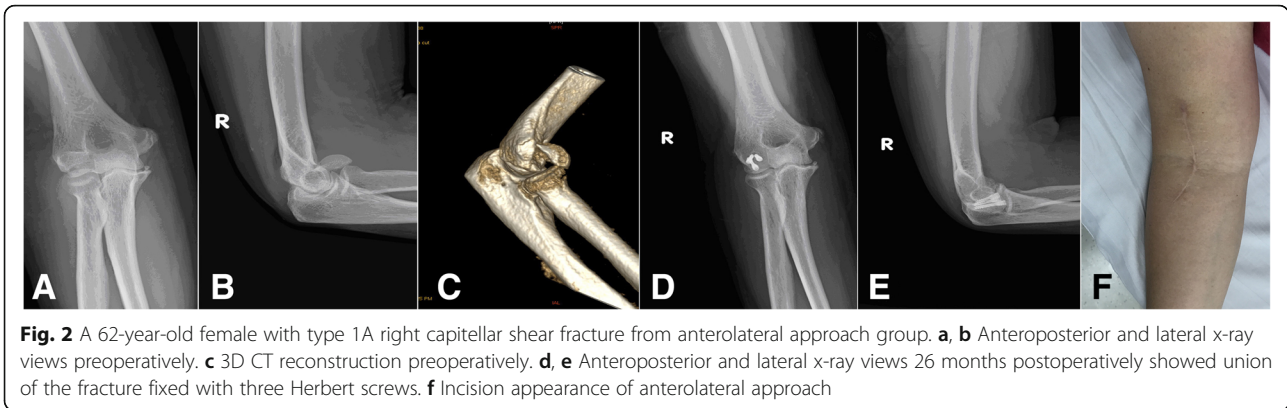 R
R
R
A
B
C
D
E
F
Fig. 2 A 62-year-old female with type 1A right capitellar shear fracture from anterolateral approach group. a, b Anteroposterior and lateral x-ray
views preoperatively. c 3D CT reconstruction preoperatively. d, e Anteroposterior and lateral x-ray views 26 months postoperatively showed union
of the fracture fixed with three Herbert screws. f Incision appearance of anterolateral approach